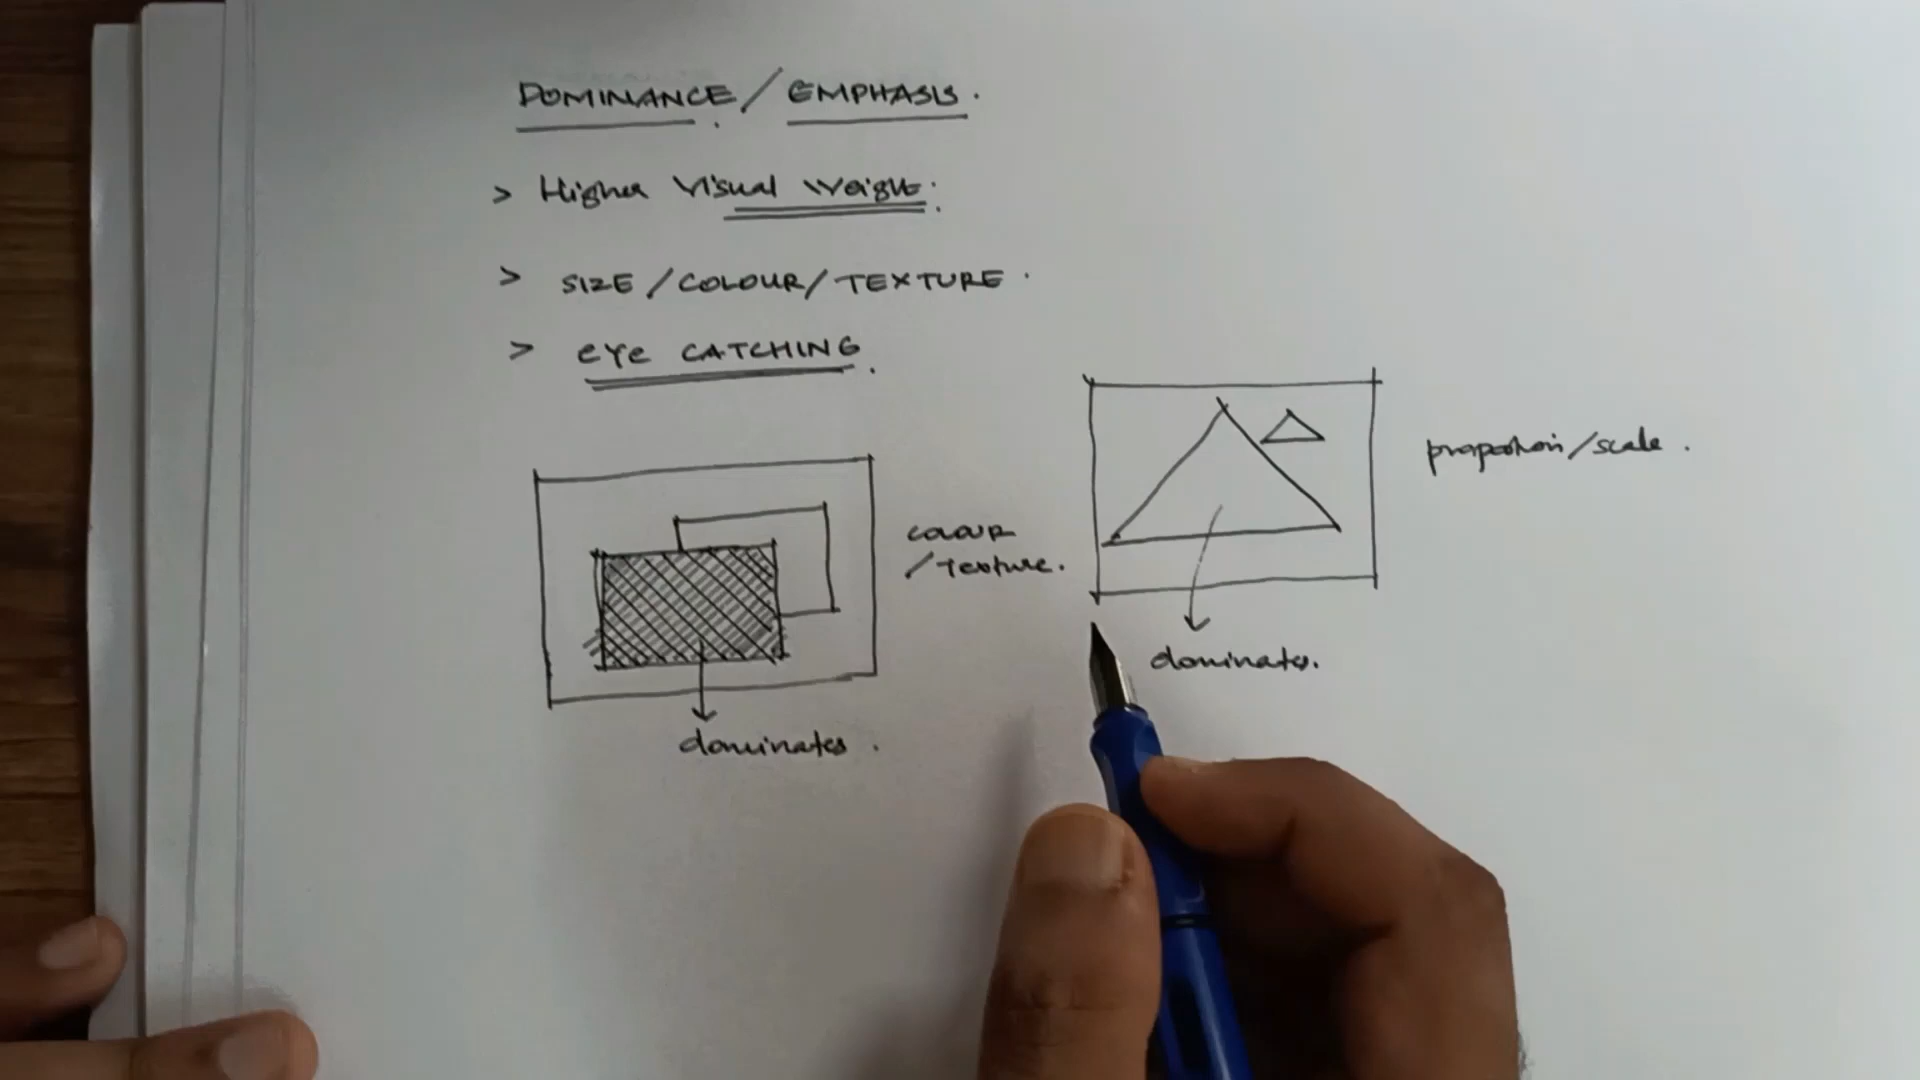 DOMINANCE / EMPHASIS.
> Higher Visual Weight.
> SIZE / COLOUR / TEXTURE.
> eYe CATCHING.
proportion/scale.
colour
/Texture.
dominates.
dominates.